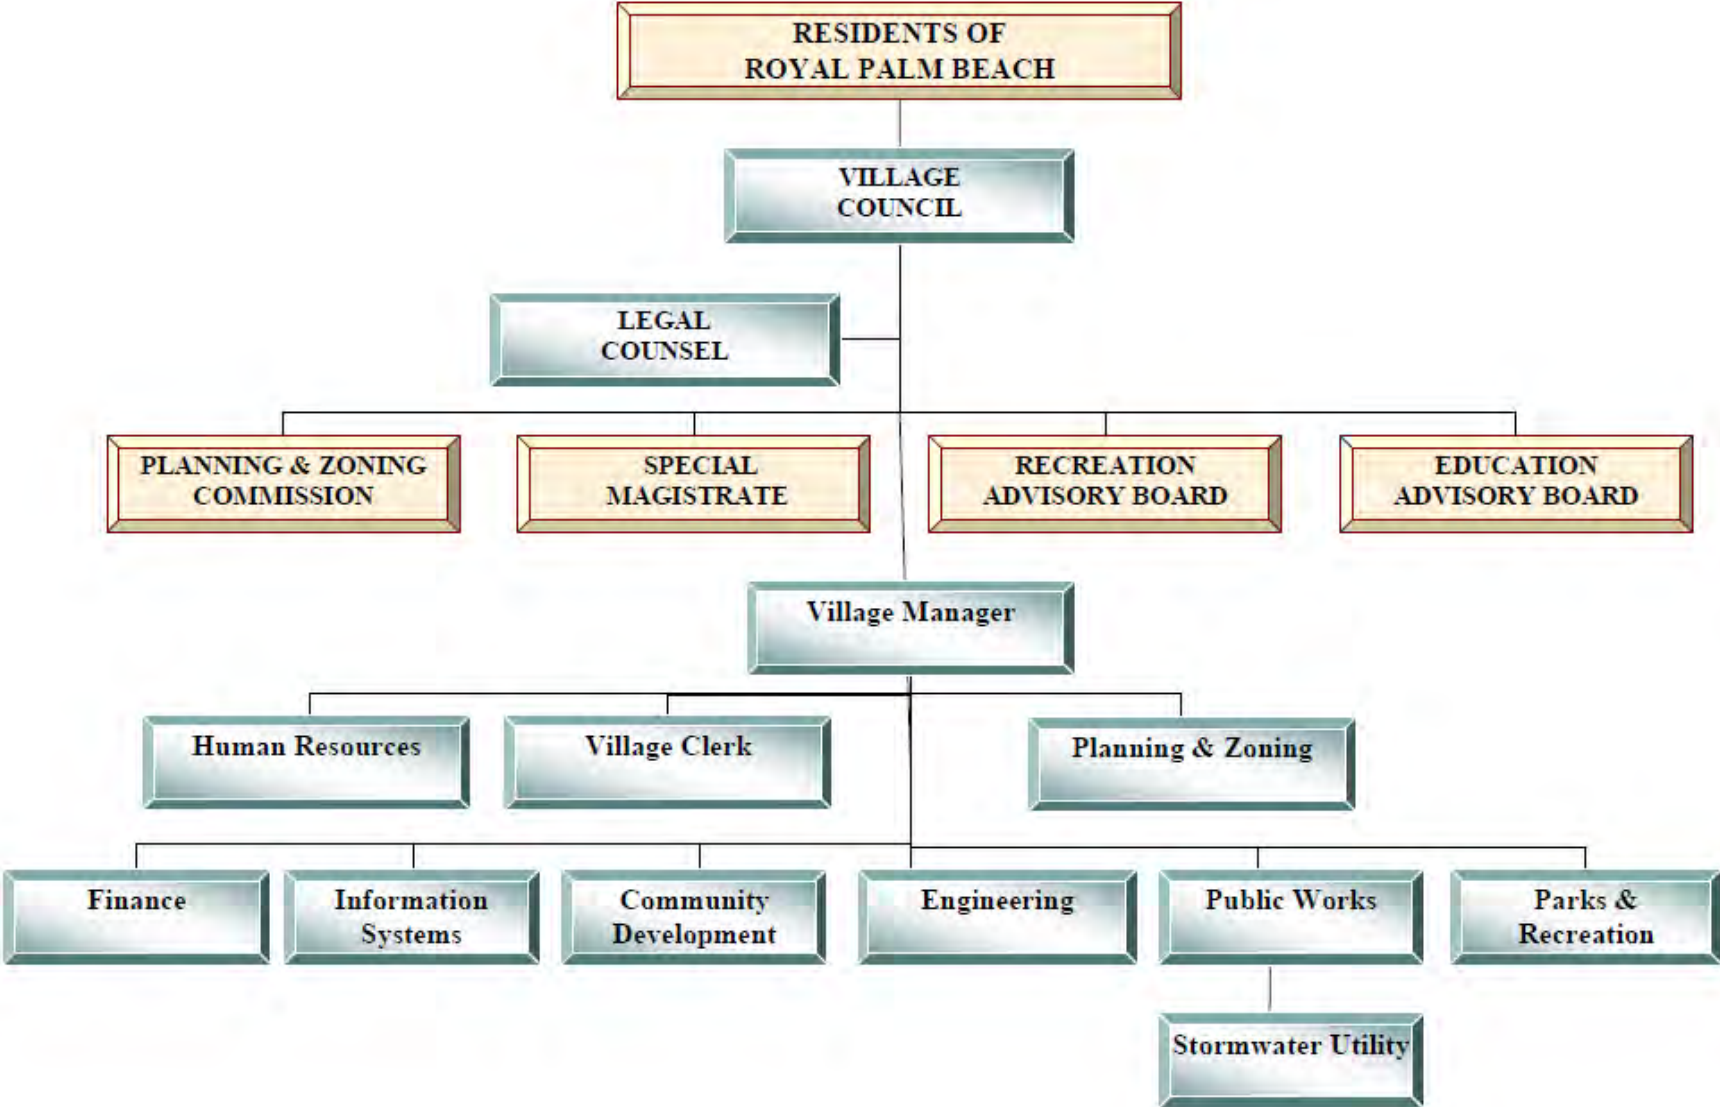 RESIDENTS OF
ROYAL PALM BEACH
VILLAGE
COUNCIL
LEGAL
COUNSEL
PLANNING & ZONING
COMMISSION
SPECIAL
MAGISTRATE
RECREATION
ADVISORY BOARD
EDUCATION
ADVISORY BOARD
Village Manager
Human Resources
Village Clerk
Planning & Zoning
Finance
Information
Systems
Community
Development
Engineering
Public Works
Parks &
Recreation
Stormwater Utility